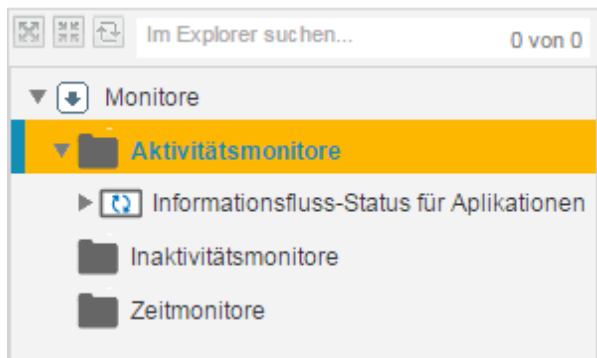 Im Explorer suchen... 0 von 0
Monitore
Aktivitätsmonitore
Informationsfluss-Status für Aplikationen
Inaktivitätsmonitore
Zeitmonitore